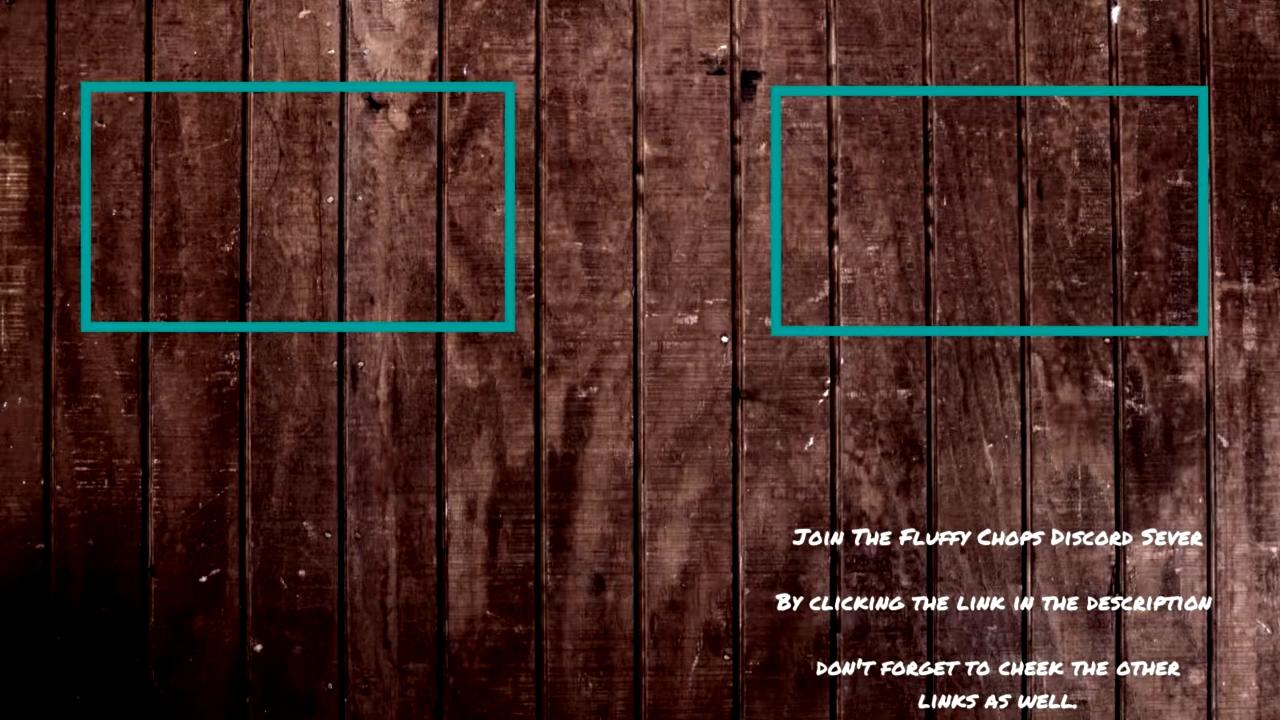 Join The Fluffy Chops Discord Sever
By clicking the link in the description
don't forget to cheek the other
links as well.